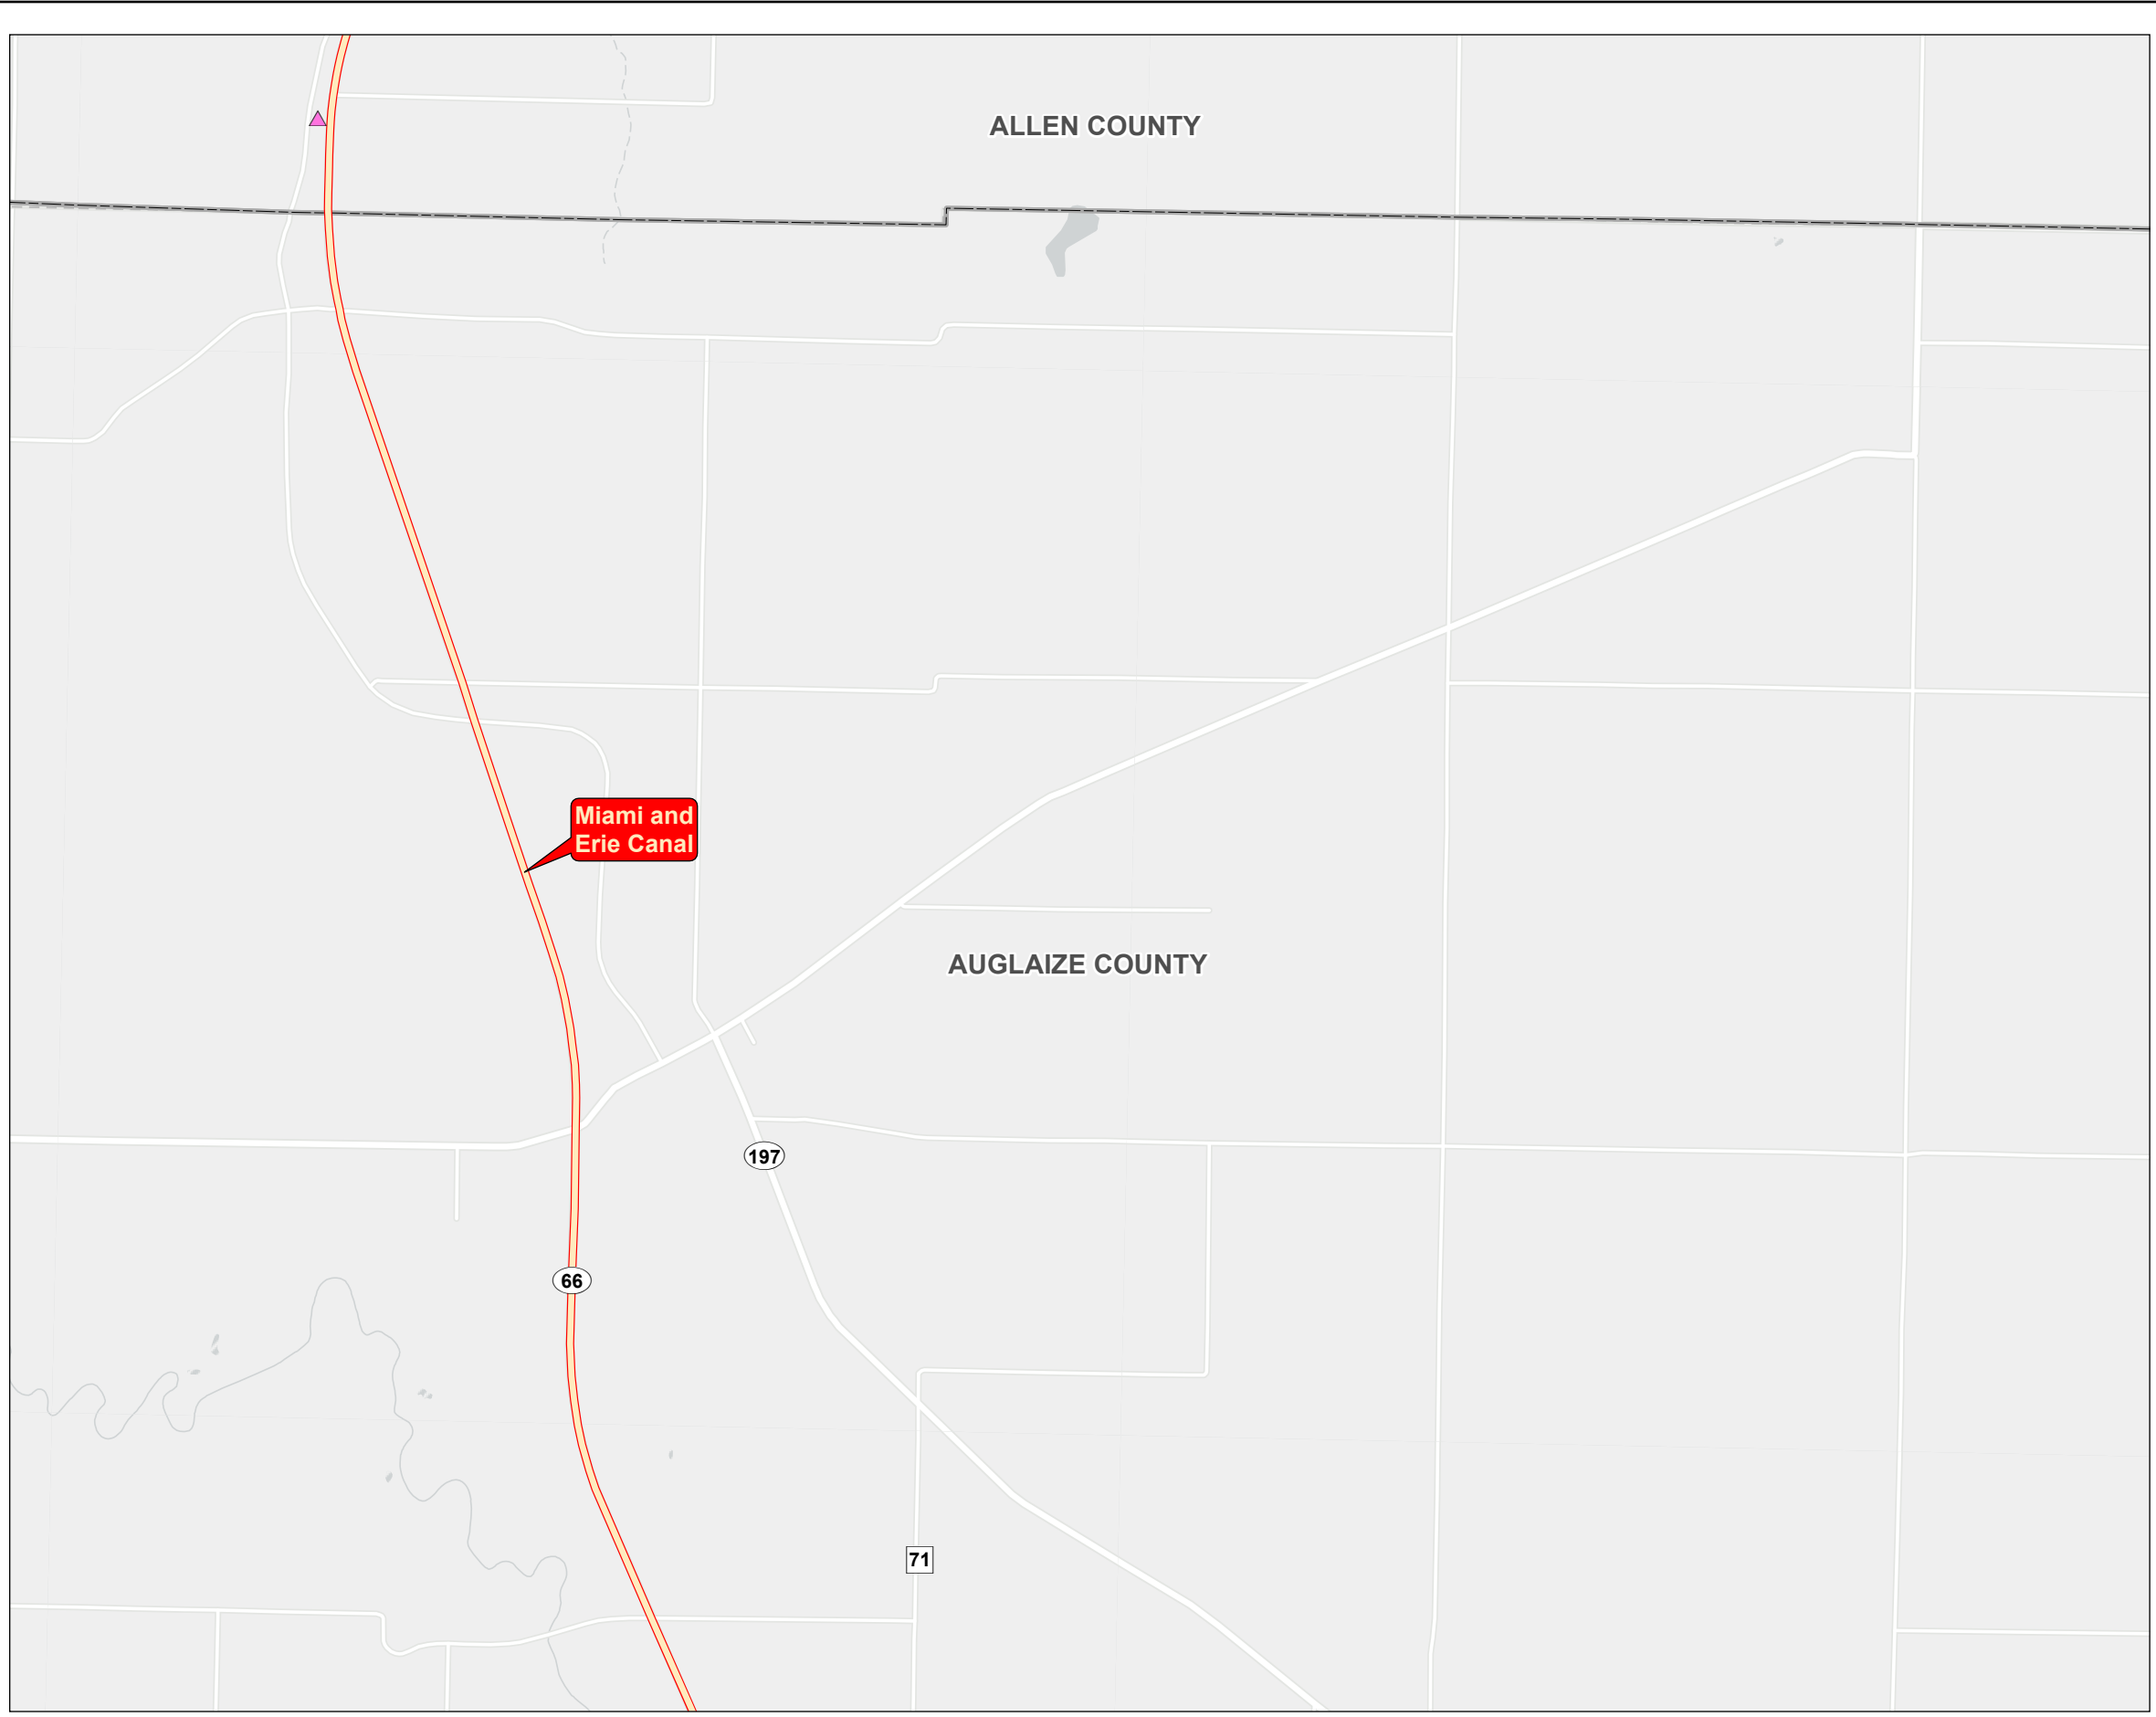 ALLEN COUNTY
Miami and
Erie Canal
AUGLAIZE COUNTY
197
66
71